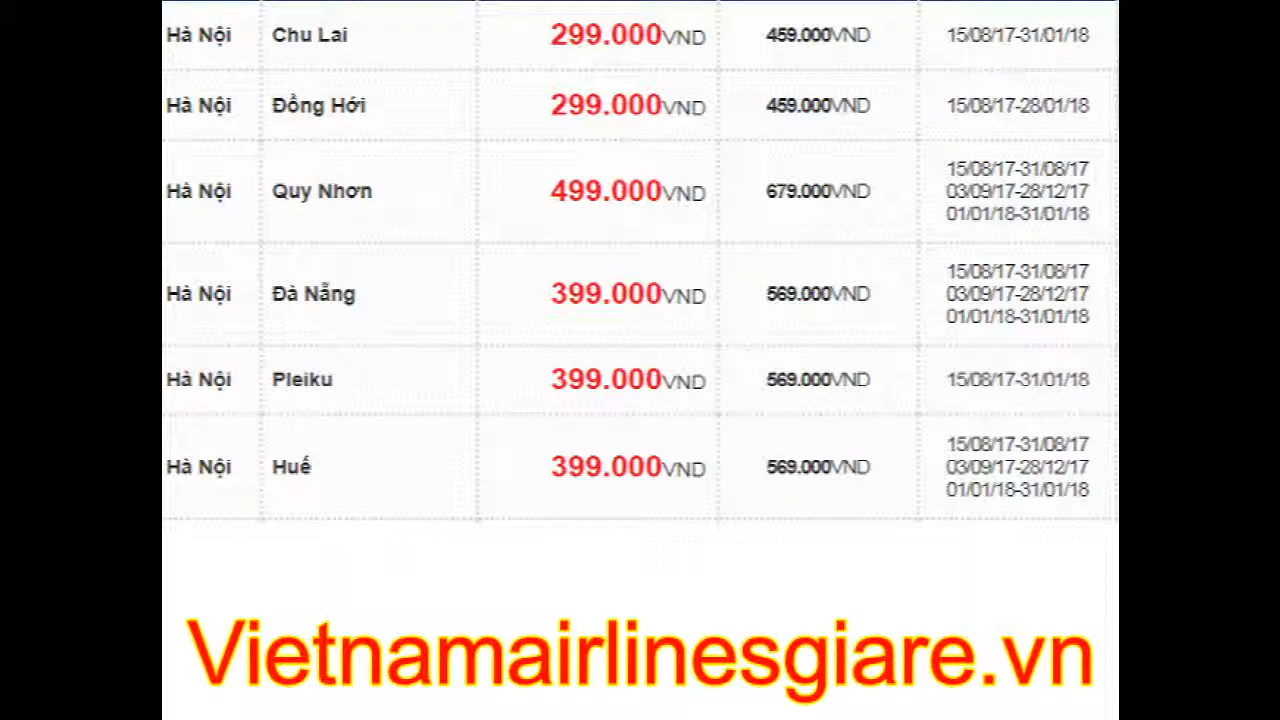 Hà Nội Chu Lai 299.000VND 459.000VND 15/08/17-31/01/18
Hà Nội Đồng Hới 299.000VND 459.000VND 15/08/17-28/01/18
15/08/17-31/08/17
Hà Nội Quy Nhơn 499.000VND 679.000VND 03/09/17-28/12/17
01/01/18-31/01/18
15/08/17-31/08/17
Hà Nội Đà Nẵng 399.000VND 569.000VND 03/09/17-28/12/17
01/01/18-31/01/18
Hà Nội Pleiku 399.000VND 569.000VND 15/08/17-31/01/18
15/08/17-31/08/17
Hà Nội Huế 399.000VND 569.000VND 03/09/17-28/12/17
01/01/18-31/01/18
Vietnamairlinesgiare.vn